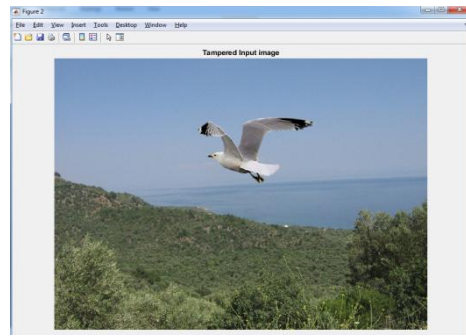 Figure 2
File Edit View Insert Tools Desktop Window Help
Tampered Input image